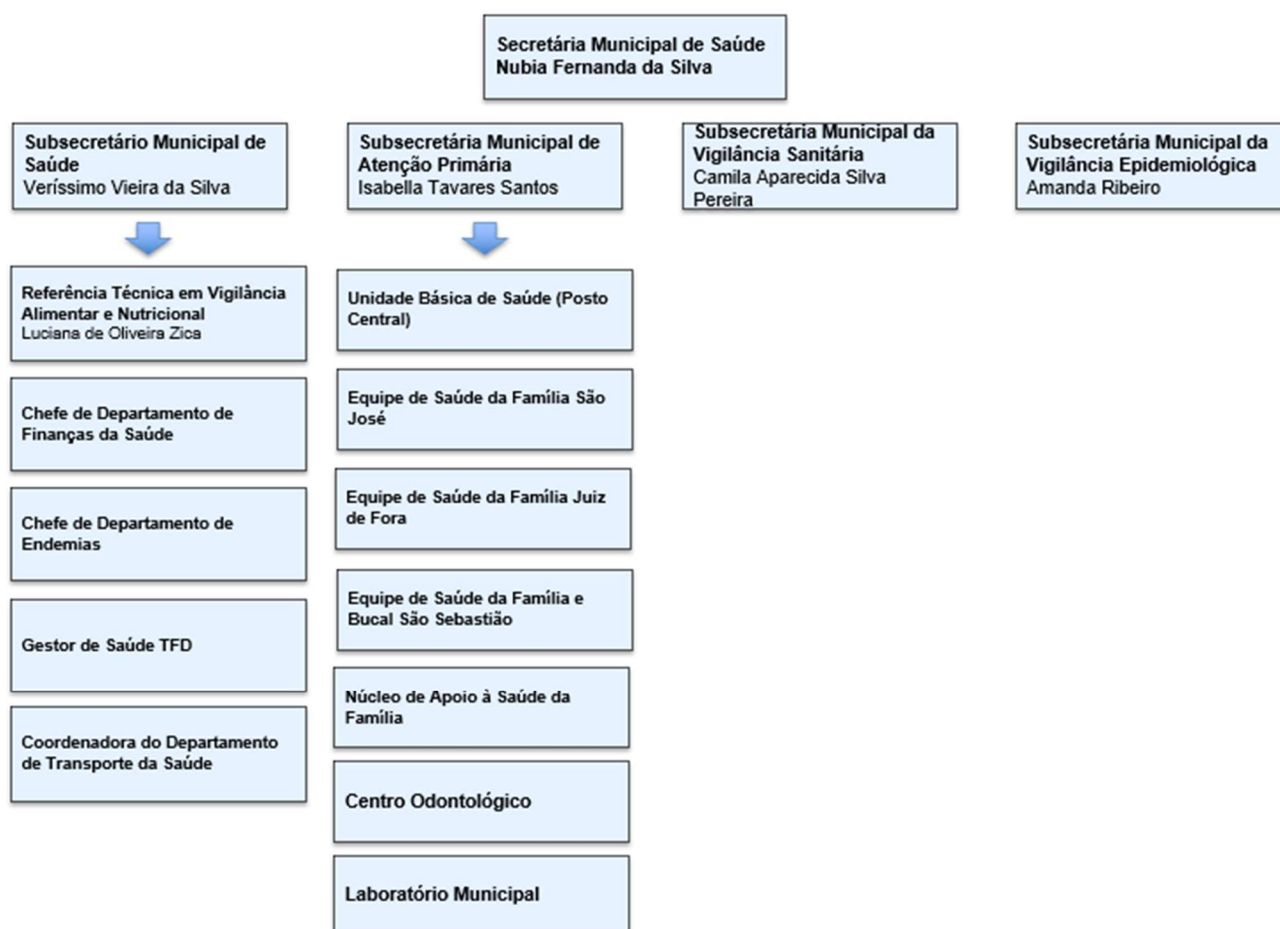 Secretária Municipal de Saúde
Nubia Fernanda da Silva
Subsecretário Municipal de
Saúde
Veríssimo Vieira da Silva
Subsecretária Municipal de
Atenção Primária
Isabella Tavares Santos
Subsecretária Municipal da
Vigilância Sanitária
Camila Aparecida Silva
Pereira
Subsecretária Municipal da
Vigilância Epidemiológica
Amanda Ribeiro
Referência Técnica em Vigilância
Alimentar e Nutricional
Luciana de Oliveira Zica
Chefe de Departamento de
Finanças da Saúde
Chefe de Departamento de
Endemias
Gestor de Saúde TFD
Coordenadora do Departamento
de Transporte da Saúde
Unidade Básica de Saúde (Posto
Central)
Equipe de Saúde da Família São
José
Equipe de Saúde da Família Juiz
de Fora
Equipe de Saúde da Família e
Bucal São Sebastião
Núcleo de Apoio à Saúde da
Família
Centro Odontológico
Laboratório Municipal